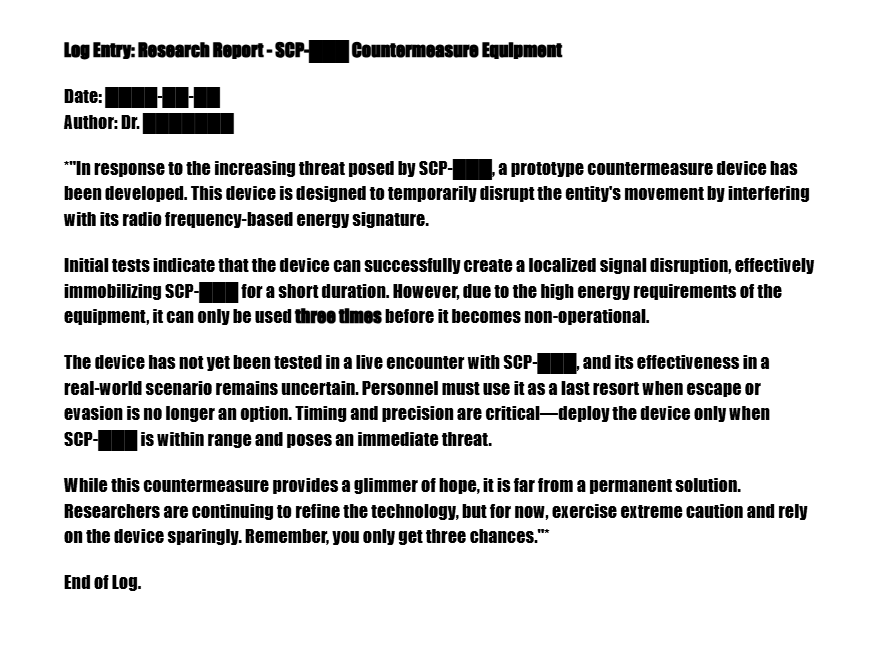 Log Entry: Research Report - SCP-███ Countermeasure Equipment
Date: ████-██-██
Author: Dr. ███████
*"In response to the increasing threat posed by SCP-███, a prototype countermeasure device has
been developed. This device is designed to temporarily disrupt the entity's movement by interfering
with its radio frequency-based energy signature.
Initial tests indicate that the device can successfully create a localized signal disruption, effectively
immobilizing SCP-███ for a short duration. However, due to the high energy requirements of the
equipment, it can only be used three times before it becomes non-operational.
The device has not yet been tested in a live encounter with SCP-███, and its effectiveness in a
real-world scenario remains uncertain. Personnel must use it as a last resort when escape or
evasion is no longer an option. Timing and precision are critical—deploy the device only when
SCP-███ is within range and poses an immediate threat.
While this countermeasure provides a glimmer of hope, it is far from a permanent solution.
Researchers are continuing to refine the technology, but for now, exercise extreme caution and rely
on the device sparingly. Remember, you only get three chances."*
End of Log.